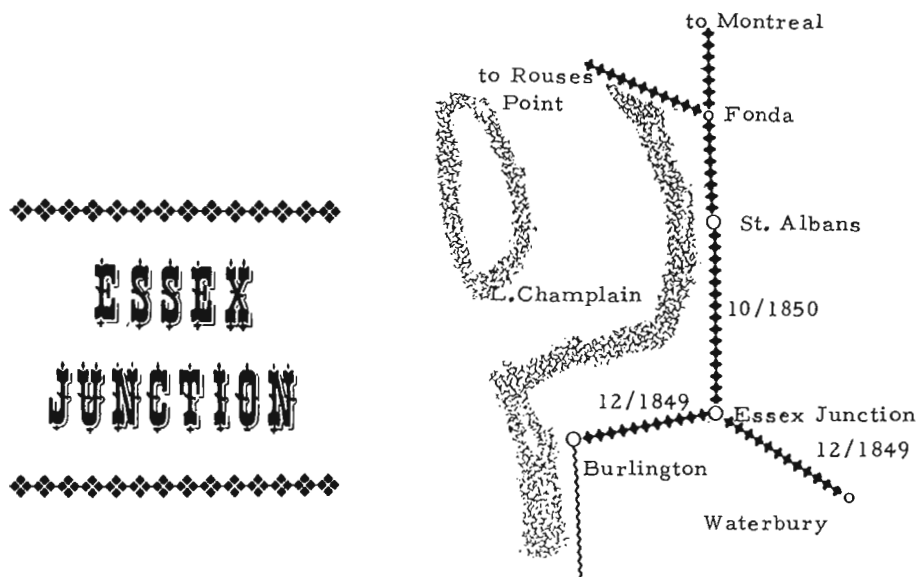 ESSEX
JUNCTION
to Montreal
to Rouses
Point
Fonda
St. Albans
L. Champlain
10/1850
12/1849
Essex Junction
12/1849
Burlington
Waterbury